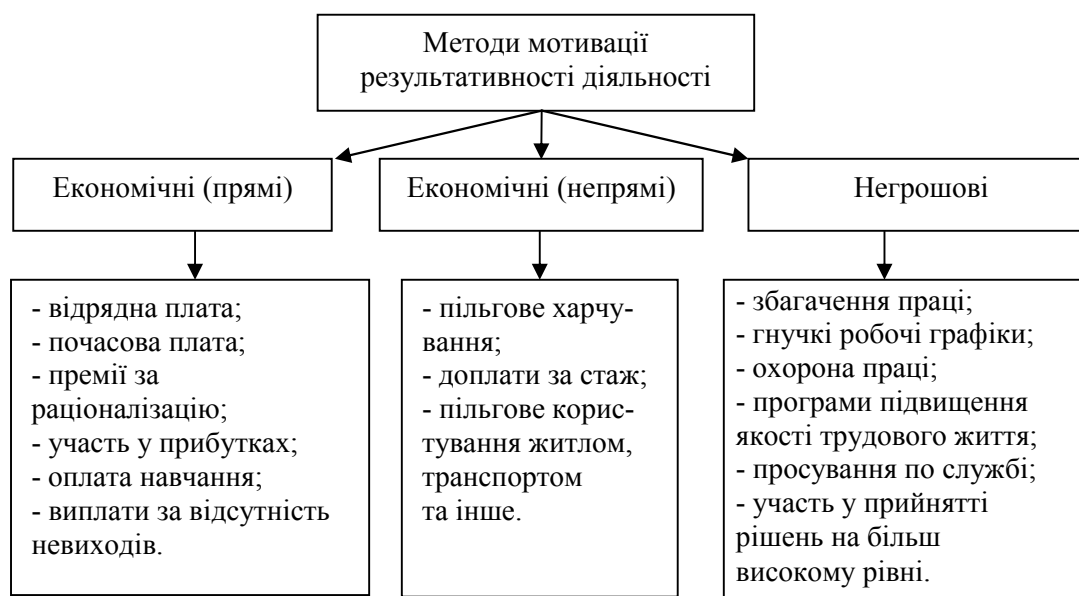 Методи мотивації
результативності діяльності
Економічні (прямі)
Економічні (непрямі)
Негрошові
- відрядна плата;
- почасова плата;
- премії за
раціоналізацію;
- участь у прибутках;
- оплата навчання;
- виплати за відсутність
невиходів.
- пільгове харчу-
вання;
- доплати за стаж;
- пільгове корис-
тування житлом,
транспортом
та інше.
- збагачення праці;
- гнучкі робочі графіки;
- охорона праці;
- програми підвищення
якості трудового життя;
- просування по службі;
- участь у прийнятті
рішень на більш
високому рівні.